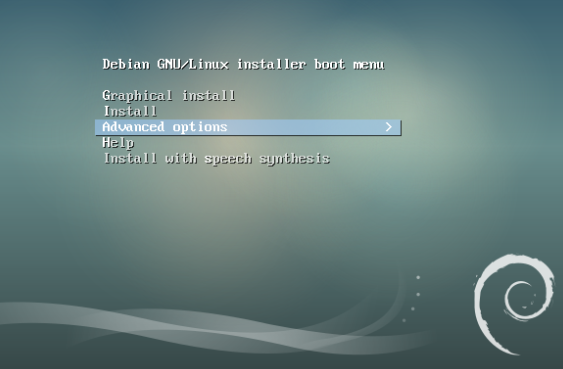 Debian GNU/Linux installer boot menu
Graphical install
Install
Advanced options >
Help
Install with speech synthesis